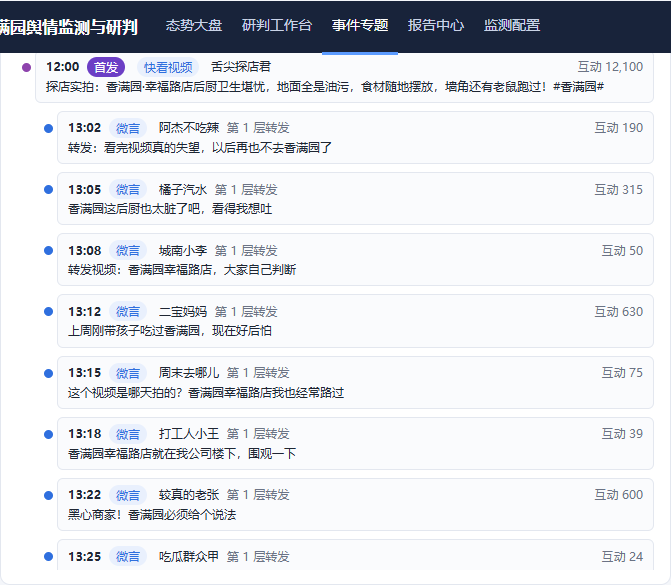 满园舆情监测与研判 态势大盘 研判工作台 事件专题 报告中心 监测配置
12:00 首发 快看视频 舌尖探店君 互动 12,100
探店实拍：香满园·幸福路店后厨卫生堪忧，地面全是油污，食材随地摆放，墙角还有老鼠跑过！#香满园#
13:02 微言 阿杰不吃辣 第 1 层转发 互动 190
转发：看完视频真的失望，以后再也不去香满园了
13:05 微言 橘子汽水 第 1 层转发 互动 315
香满园这后厨也太脏了吧，看得我想吐
13:08 微言 城南小李 第 1 层转发 互动 50
转发视频：香满园幸福路店，大家自己判断
13:12 微言 二宝妈妈 第 1 层转发 互动 630
上周刚带孩子吃过香满园，现在好后怕
13:15 微言 周末去哪儿 第 1 层转发 互动 75
这个视频是哪天拍的？香满园幸福路店我也经常路过
13:18 微言 打工人小王 第 1 层转发 互动 39
香满园幸福路店就在我公司楼下，围观一下
13:22 微言 较真的老张 第 1 层转发 互动 600
黑心商家！香满园必须给个说法
13:25 微言 吃瓜群众甲 第 1 层转发 互动 24